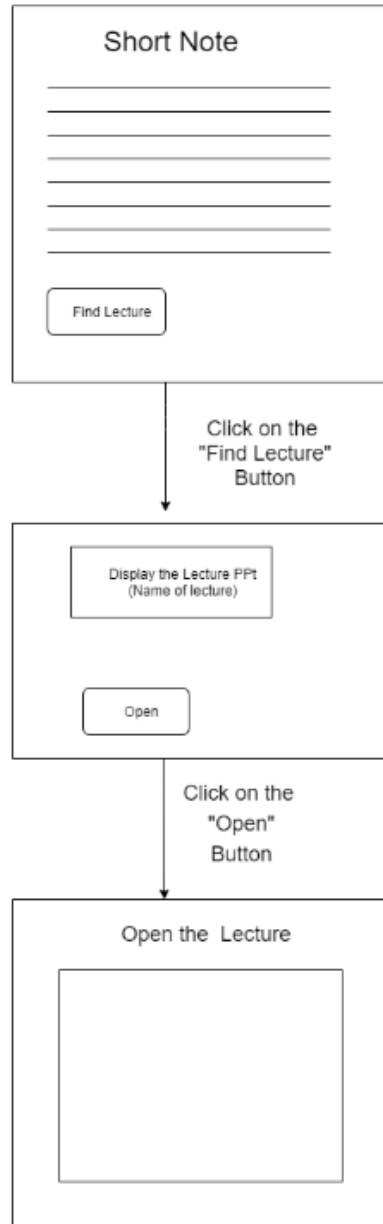 Short Note
Find Lecture
Click on the
"Find Lecture"
Button
Display the Lecture PPt
(Name of lecture)
Open
Click on the
"Open"
Button
Open the Lecture